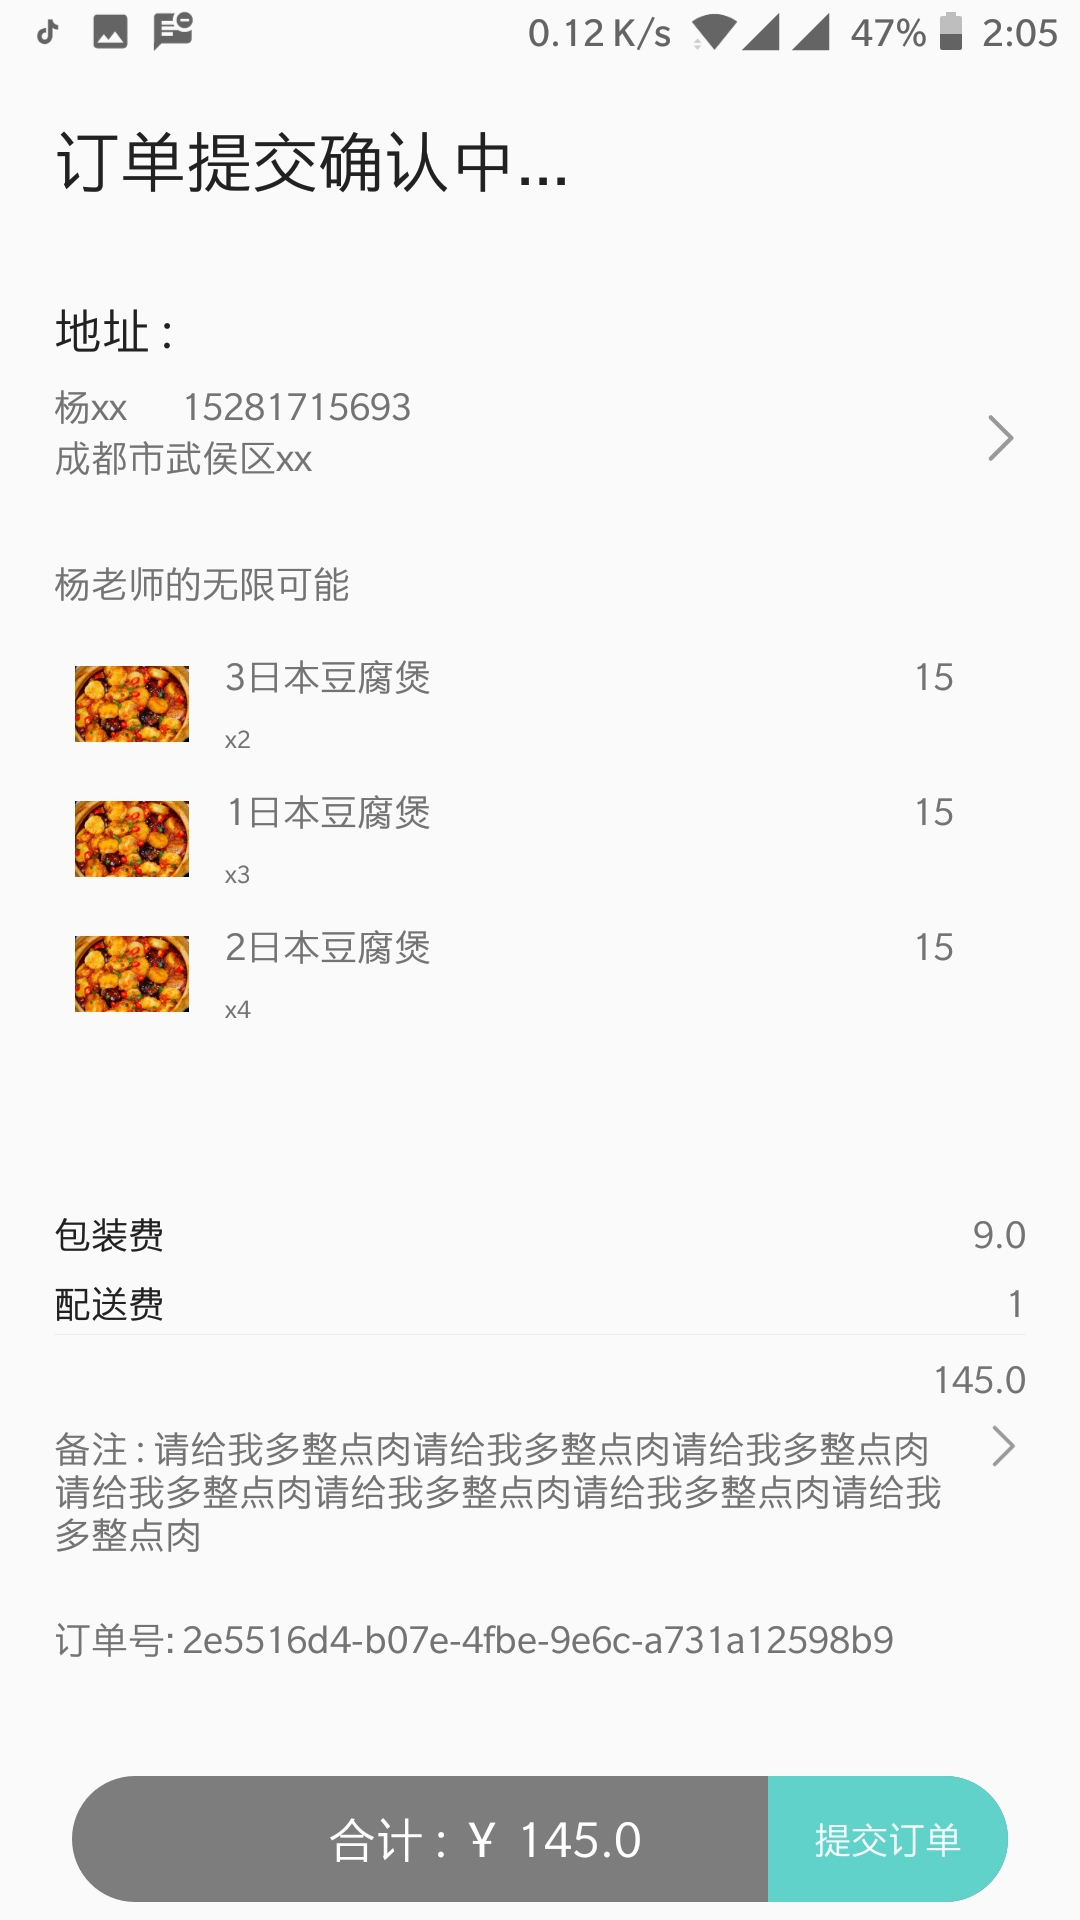 0.12 K/s 47% 2:05
订单提交确认中...
地址 :
杨xx 15281715693
成都市武侯区xx
杨老师的无限可能
3日本豆腐煲 15
x2
1日本豆腐煲 15
x3
2日本豆腐煲 15
x4
包装费 9.0
配送费 1
145.0
备注 : 请给我多整点肉请给我多整点肉请给我多整点肉
请给我多整点肉请给我多整点肉请给我多整点肉请给我
多整点肉
订单号: 2e5516d4-b07e-4fbe-9e6c-a731a12598b9
合计 : ¥ 145.0 提交订单